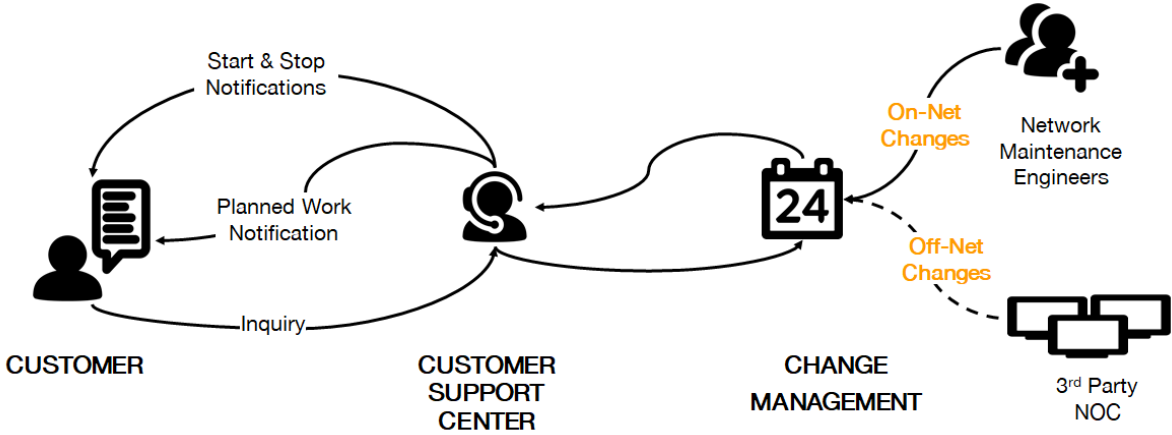 Start & Stop
Notifications
On-Net
Changes
Network
Maintenance
Engineers
Planned Work
Notification
24
Off-Net
Changes
Inquiry
CUSTOMER
CUSTOMER
SUPPORT
CENTER
CHANGE
MANAGEMENT
3rd Party
NOC